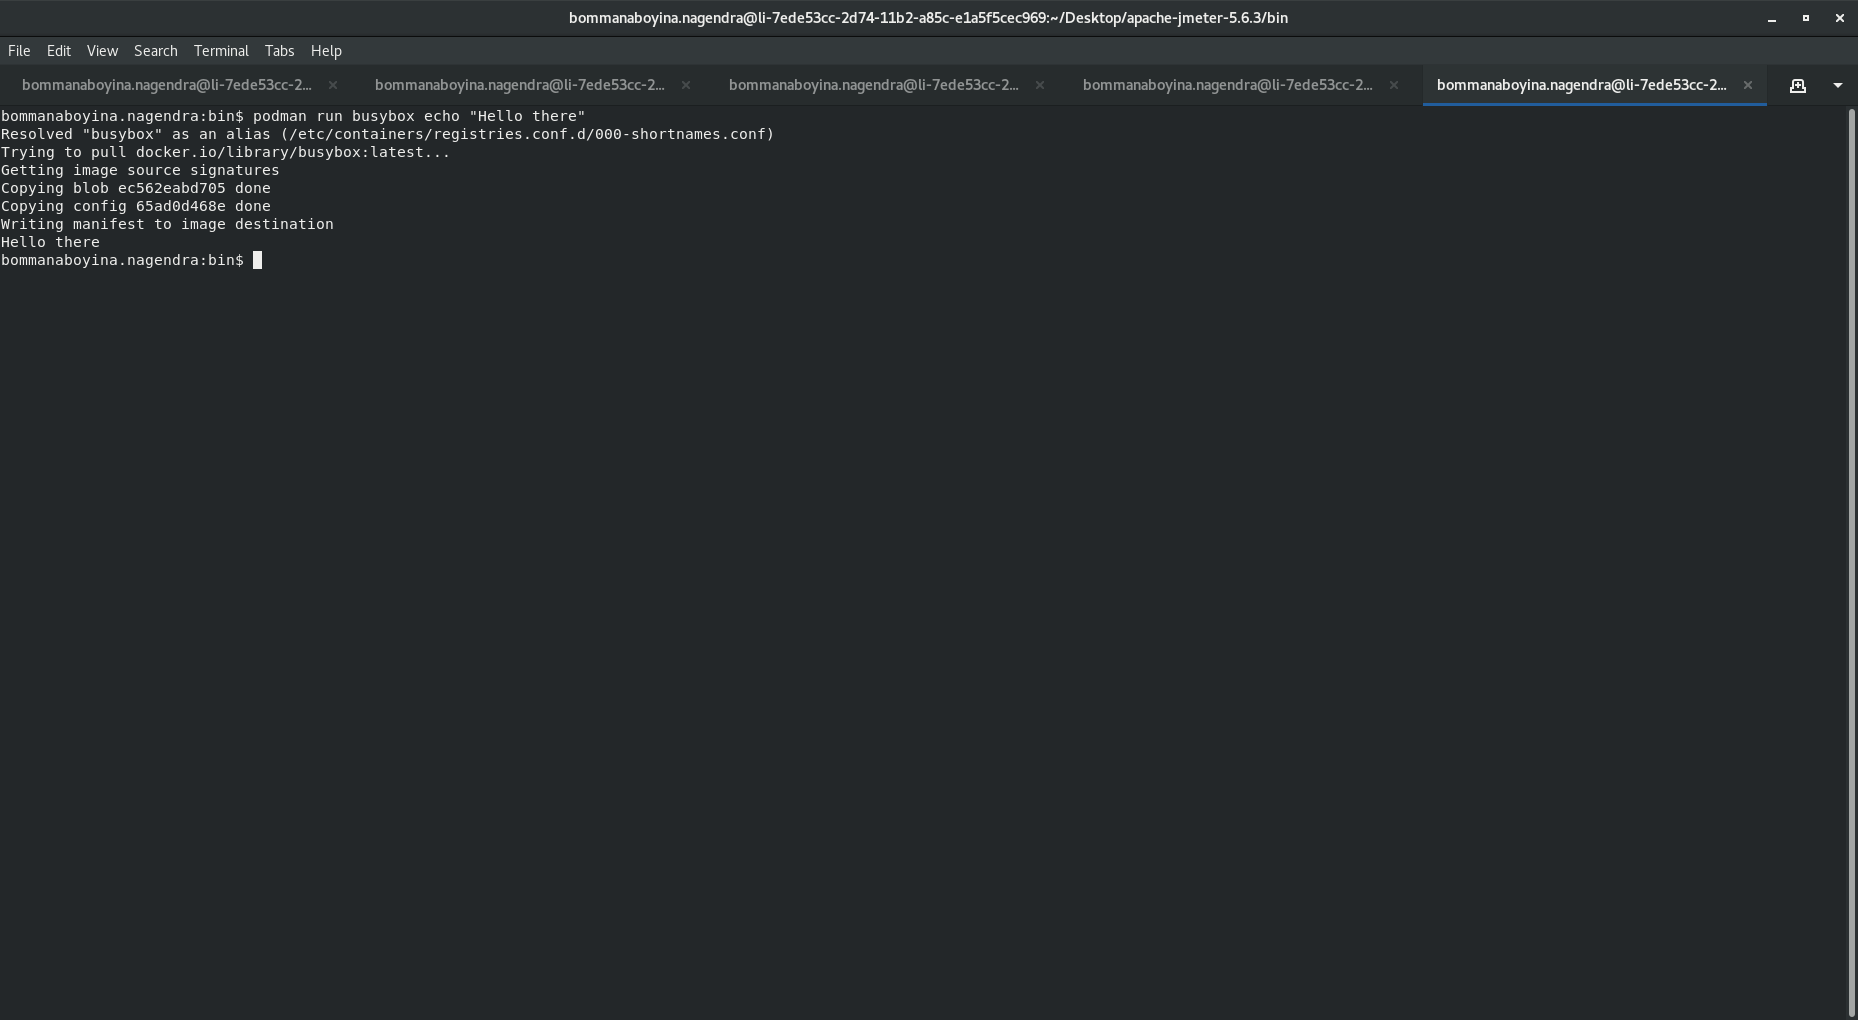 bommanaboyina.nagendra@li-7ede53cc-2d74-11b2-a85c-e1a5f5cec969:~/Desktop/apache-jmeter-5.6.3/bin
File Edit View Search Terminal Tabs Help
bommanaboyina.nagendra@li-7ede53cc-2... bommanaboyina.nagendra@li-7ede53cc-2... bommanaboyina.nagendra@li-7ede53cc-2... bommanaboyina.nagendra@li-7ede53cc-2... bommanaboyina.nagendra@li-7ede53cc-2...
bommanaboyina.nagendra:bin$ podman run busybox echo "Hello there"
Resolved "busybox" as an alias (/etc/containers/registries.conf.d/000-shortnames.conf)
Trying to pull docker.io/library/busybox:latest...
Getting image source signatures
Copying blob ec562eabd705 done
Copying config 65ad0d468e done
Writing manifest to image destination
Hello there
bommanaboyina.nagendra:bin$